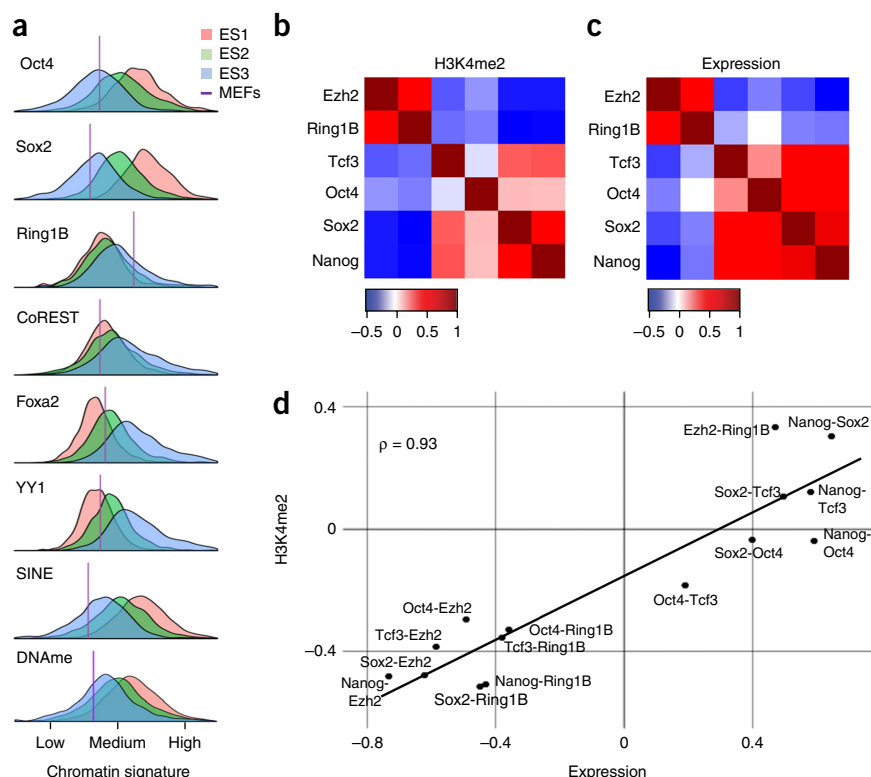 a
ES1
ES2
ES3
MEFs
Oct4
Sox2
Ring1B
CoREST
Foxa2
YY1
SINE
DNAme
Low Medium High
Chromatin signature
b
H3K4me2
Ezh2
Ring1B
Tcf3
Oct4
Sox2
Nanog
−0.5 0 0.5 1
c
Expression
Ezh2
Ring1B
Tcf3
Oct4
Sox2
Nanog
−0.5 0 0.5 1
d
ρ = 0.93
H3K4me2
0.4
0
−0.4
Ezh2-Ring1B
Nanog-Sox2
Sox2-Tcf3
Nanog-
Tcf3
Sox2-Oct4
Nanog-
Oct4
Oct4-Tcf3
Oct4-Ezh2
Tcf3-Ezh2
Oct4-Ring1B
Tcf3-Ring1B
Sox2-Ezh2
Nanog-
Ezh2
Nanog-Ring1B
Sox2-Ring1B
−0.8 −0.4 0 0.4
Expression